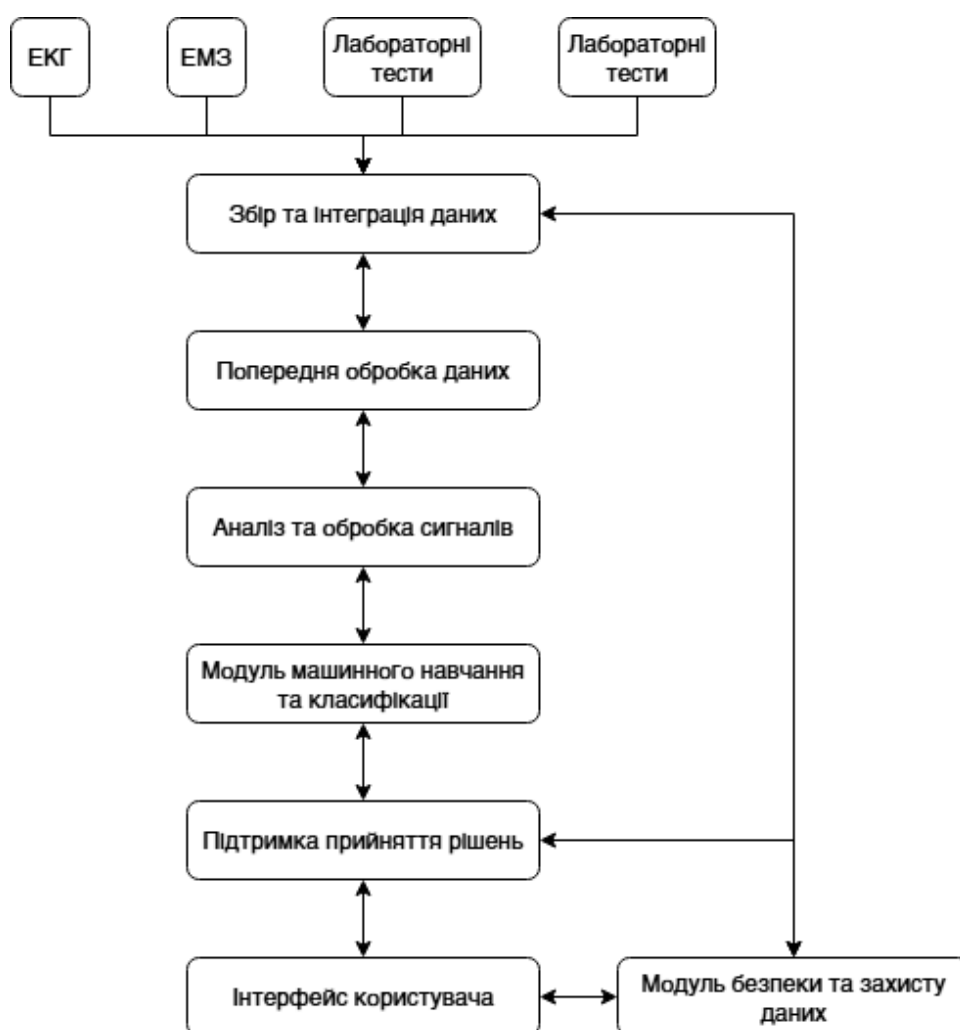 ЕКГ
ЕМЗ
Лабораторні
тести
Лабораторні
тести
Збір та інтеграція даних
Попередня обробка даних
Аналіз та обробка сигналів
Модуль машинного навчання
та класифікації
Підтримка прийняття рішень
Інтерфейс користувача
Модуль безпеки та захисту
даних